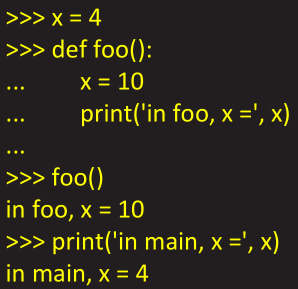 >>> x = 4
>>> def foo():
...     x = 10
...     print('in foo, x =', x)
...
>>> foo()
in foo, x = 10
>>> print('in main, x =', x)
in main, x = 4